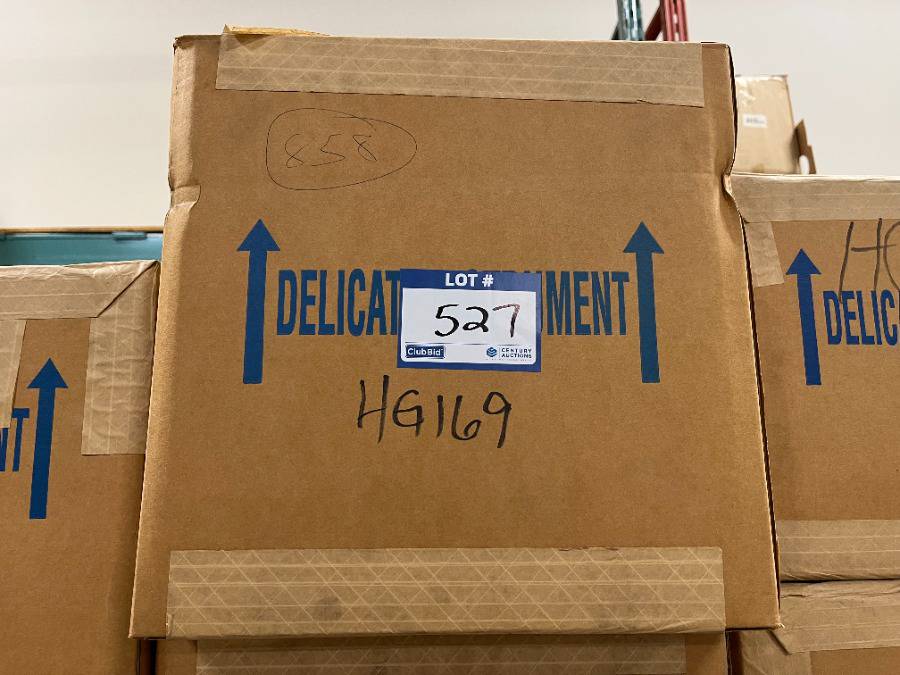 858
DELICAT MENT
LOT #
527
ClubBid
CENTURY AUCTIONS
HG169
NT
H
DELIC